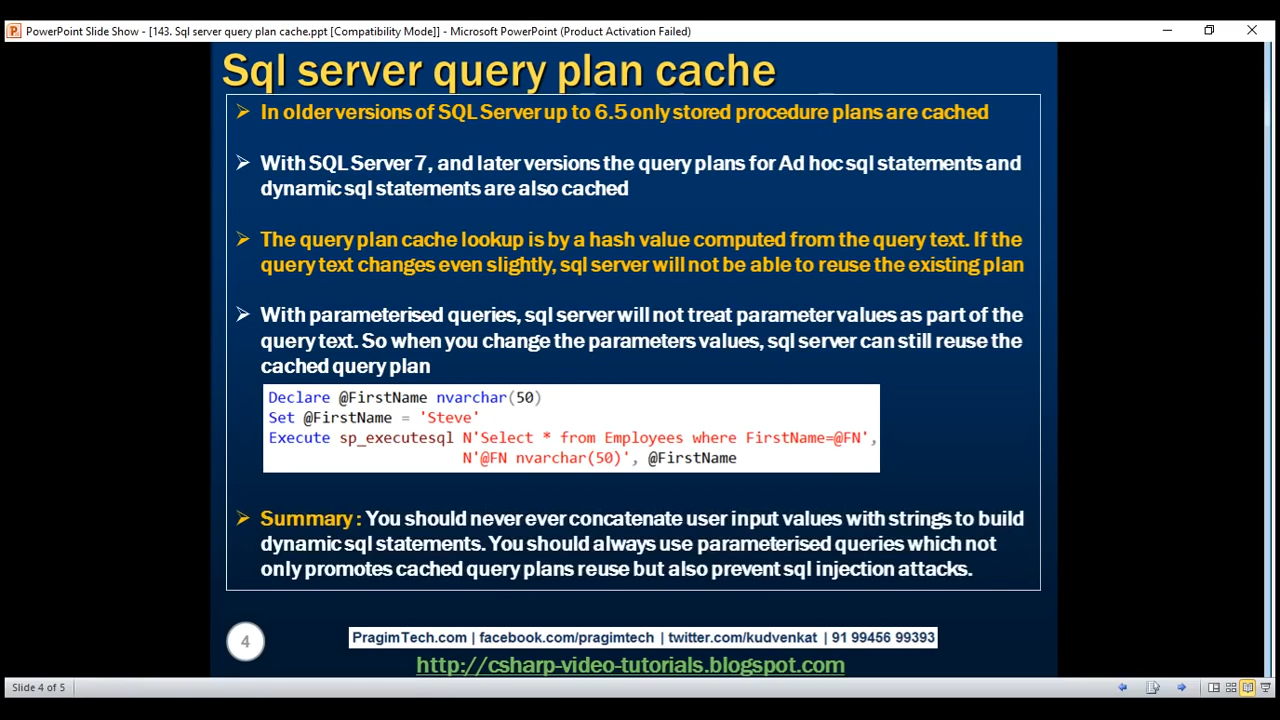 PowerPoint Slide Show - [143. Sql server query plan cache.ppt [Compatibility Mode]] - Microsoft PowerPoint (Product Activation Failed)
Sql server query plan cache
In older versions of SQL Server up to 6.5 only stored procedure plans are cached
With SQL Server 7, and later versions the query plans for Ad hoc sql statements and
dynamic sql statements are also cached
The query plan cache lookup is by a hash value computed from the query text. If the
query text changes even slightly, sql server will not be able to reuse the existing plan
With parameterised queries, sql server will not treat parameter values as part of the
query text. So when you change the parameters values, sql server can still reuse the
cached query plan
Declare @FirstName nvarchar(50)
Set @FirstName = 'Steve'
Execute sp_executesql N'Select * from Employees where FirstName=@FN',
N'@FN nvarchar(50)', @FirstName
Summary : You should never ever concatenate user input values with strings to build
dynamic sql statements. You should always use parameterised queries which not
only promotes cached query plans reuse but also prevent sql injection attacks.
4
PragimTech.com | facebook.com/pragimtech | twitter.com/kudvenkat | 91 99456 99393
http://csharp-video-tutorials.blogspot.com
Slide 4 of 5